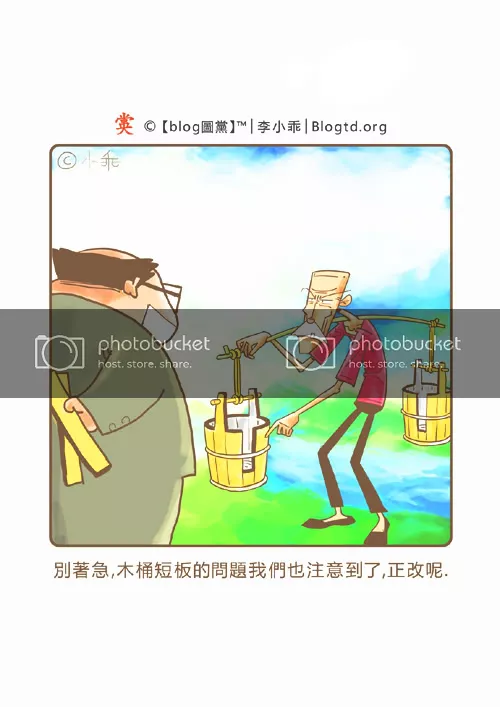 党 © 【blog圖黨】™|李小乖|Blogtd.org
© 小乖
photobucket photobucket
host. store. share. host. store. share.
別著急,木桶短板的問題我們也注意到了,正改呢.